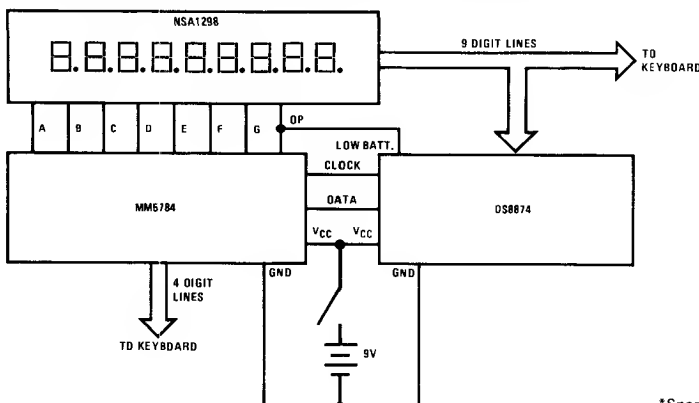 NSA1298
9 DIGIT LINES
TO
KEYBOARD
A B C D E F G
OP
LOW BATT.
CLOCK
MM5784
DATA
DS8874
VCC VCC
GND
GND
4 DIGIT
LINES
TO KEYBOARD
9V